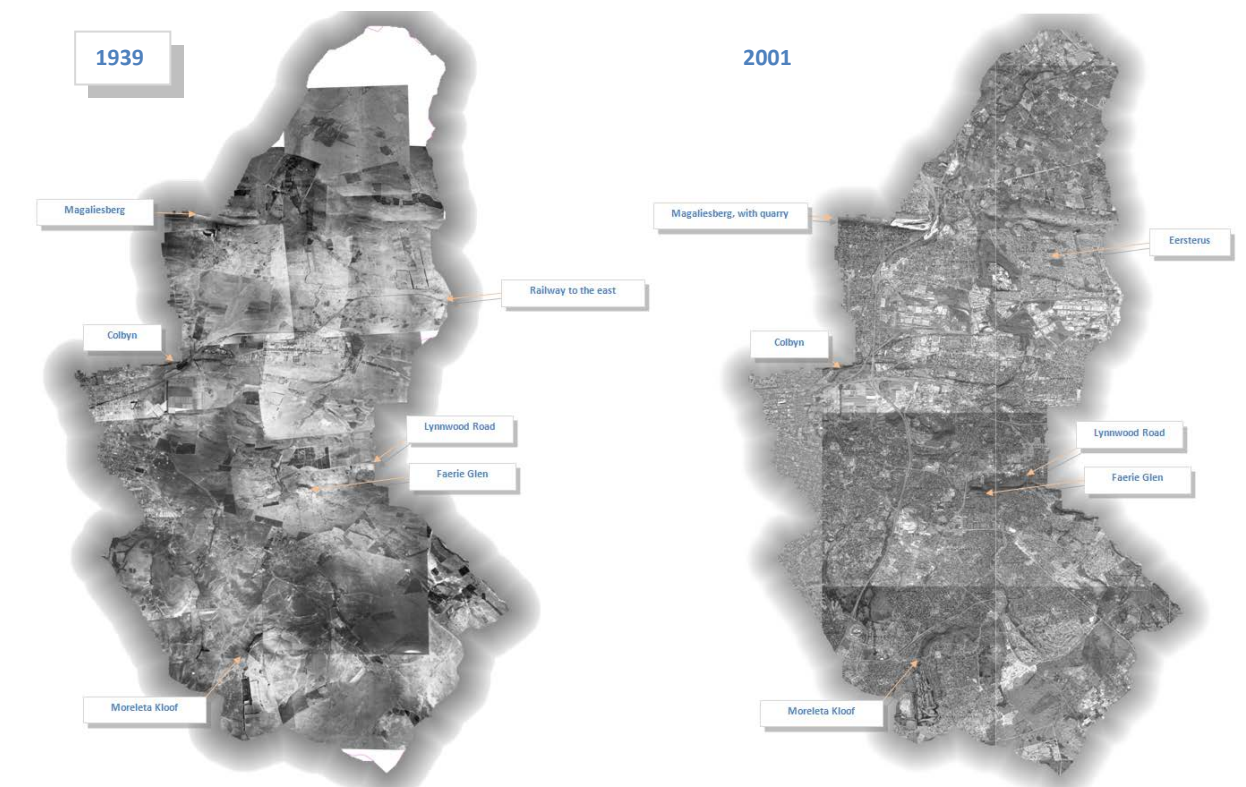 1939
Magaliesberg
Railway to the east
Colbyn
Lynnwood Road
Faerie Glen
Moreleta Kloof
2001
Magaliesberg, with quarry
Eersterus
Colbyn
Lynnwood Road
Faerie Glen
Moreleta Kloof